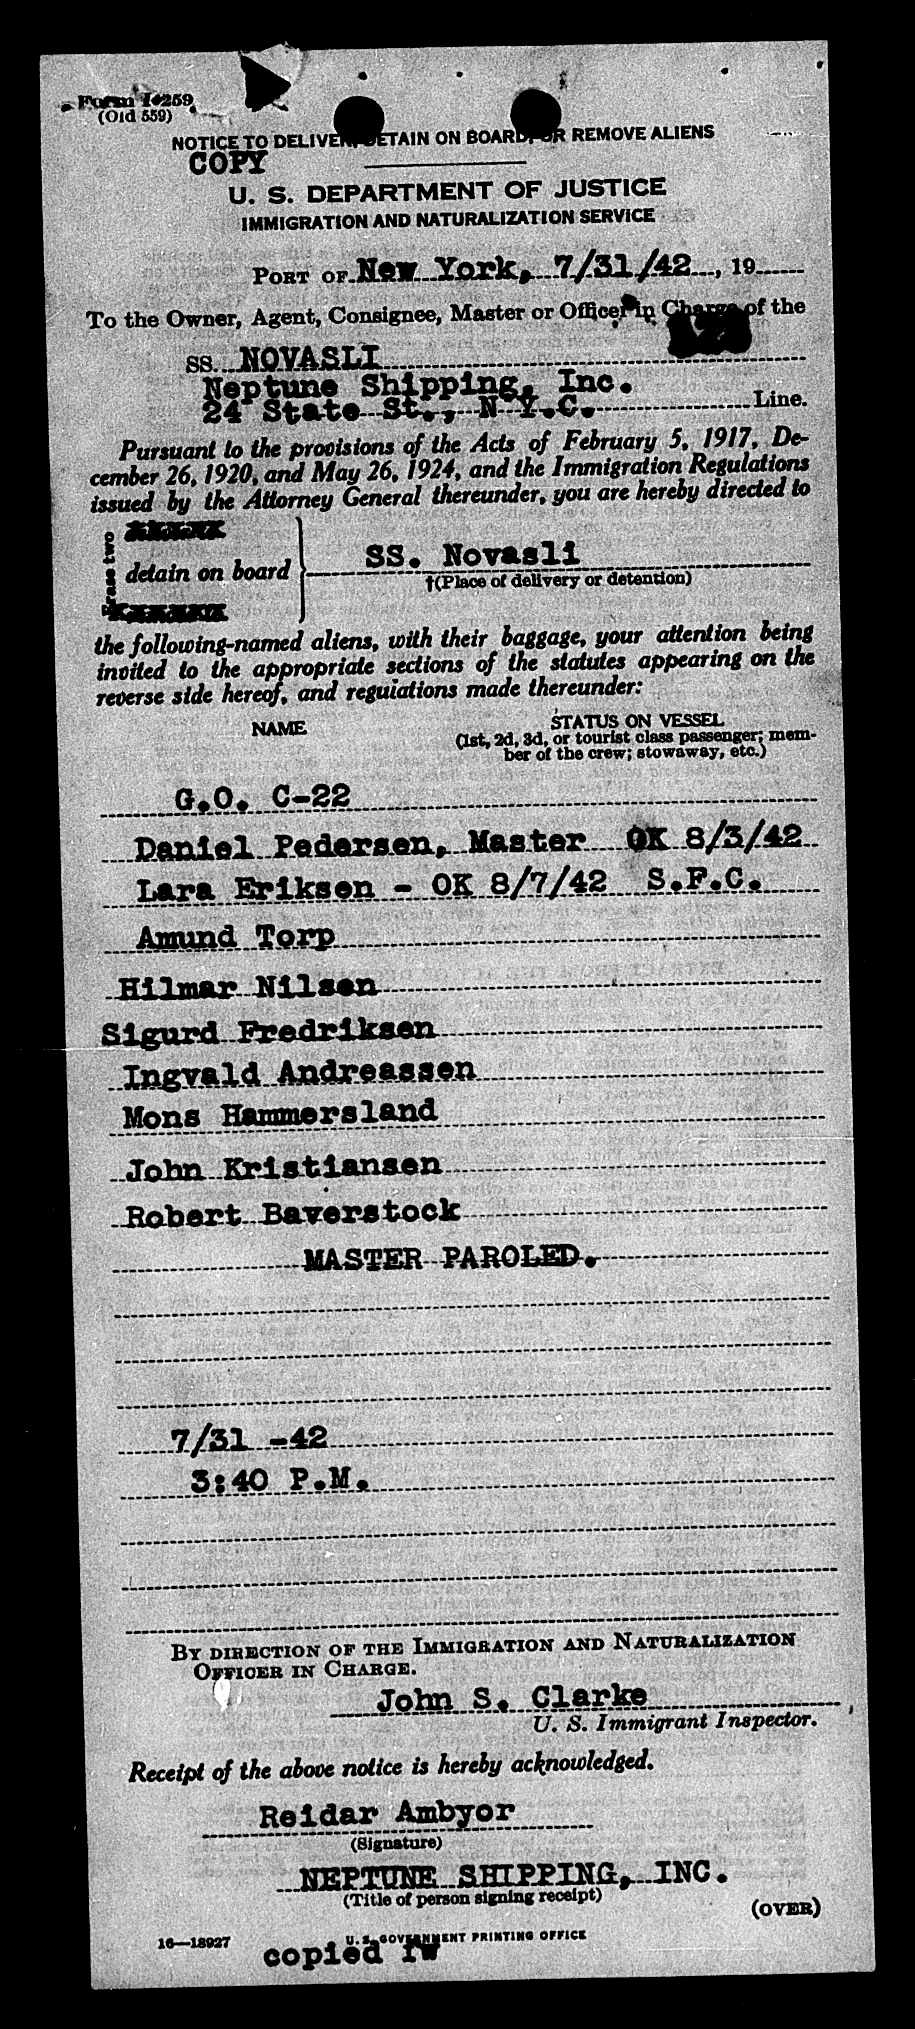 Form I-259
(Old 559)
NOTICE TO DELIVER, DETAIN ON BOARD, OR REMOVE ALIENS
COPY
U. S. DEPARTMENT OF JUSTICE
IMMIGRATION AND NATURALIZATION SERVICE
PORT OF New York, 7/31/42, 19
To the Owner, Agent, Consignee, Master or Officer in Charge of the
SS. NOVASLI
Neptune Shipping, Inc.
24 State St., N.Y.C. Line.
Pursuant to the provisions of the Acts of February 5, 1917, De-
cember 26, 1920, and May 26, 1924, and the Immigration Regulations
issued by the Attorney General thereunder, you are hereby directed to
Erase two
detain on board SS. Novasli
†(Place of delivery or detention)
the following-named aliens, with their baggage, your attention being
invited to the appropriate sections of the statutes appearing on the
reverse side hereof, and regulations made thereunder:
NAME STATUS ON VESSEL
(1st, 2d, 3d, or tourist class passenger; mem-
ber of the crew; stowaway, etc.)
G.O. C-22
Daniel Pedersen, Master OK 8/3/42
Lara Eriksen - OK 8/7/42 S.F.C.
Amund Torp
Hilmar Nilsen
Sigurd Fredriksen
Ingvald Andreassen
Mons Hammersland
John Kristiansen
Robert Baverstock
MASTER PAROLED.
7/31 -42
3:40 P.M.
BY DIRECTION OF THE IMMIGRATION AND NATURALIZATION
OFFICER IN CHARGE.
John S. Clarke
U. S. Immigrant Inspector.
Receipt of the above notice is hereby acknowledged.
Reidar Ambyor
(Signature)
NEPTUNE SHIPPING, INC.
(Title of person signing receipt)
(OVER)
16—18927 U. S. GOVERNMENT PRINTING OFFICE
copied IW